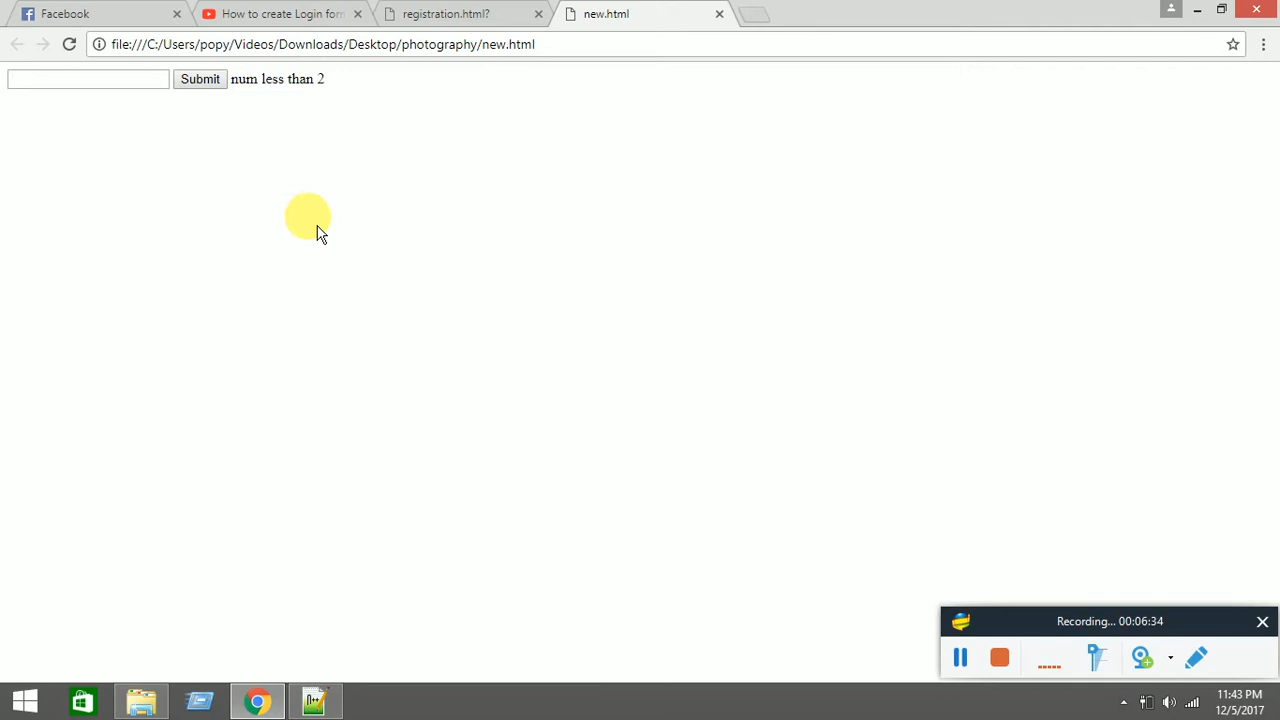 Facebook
How to create Login form
registration.html?
new.html
file:///C:/Users/popy/Videos/Downloads/Desktop/photography/new.html
Submit num less than 2
Recording... 00:06:34
11:43 PM
12/5/2017